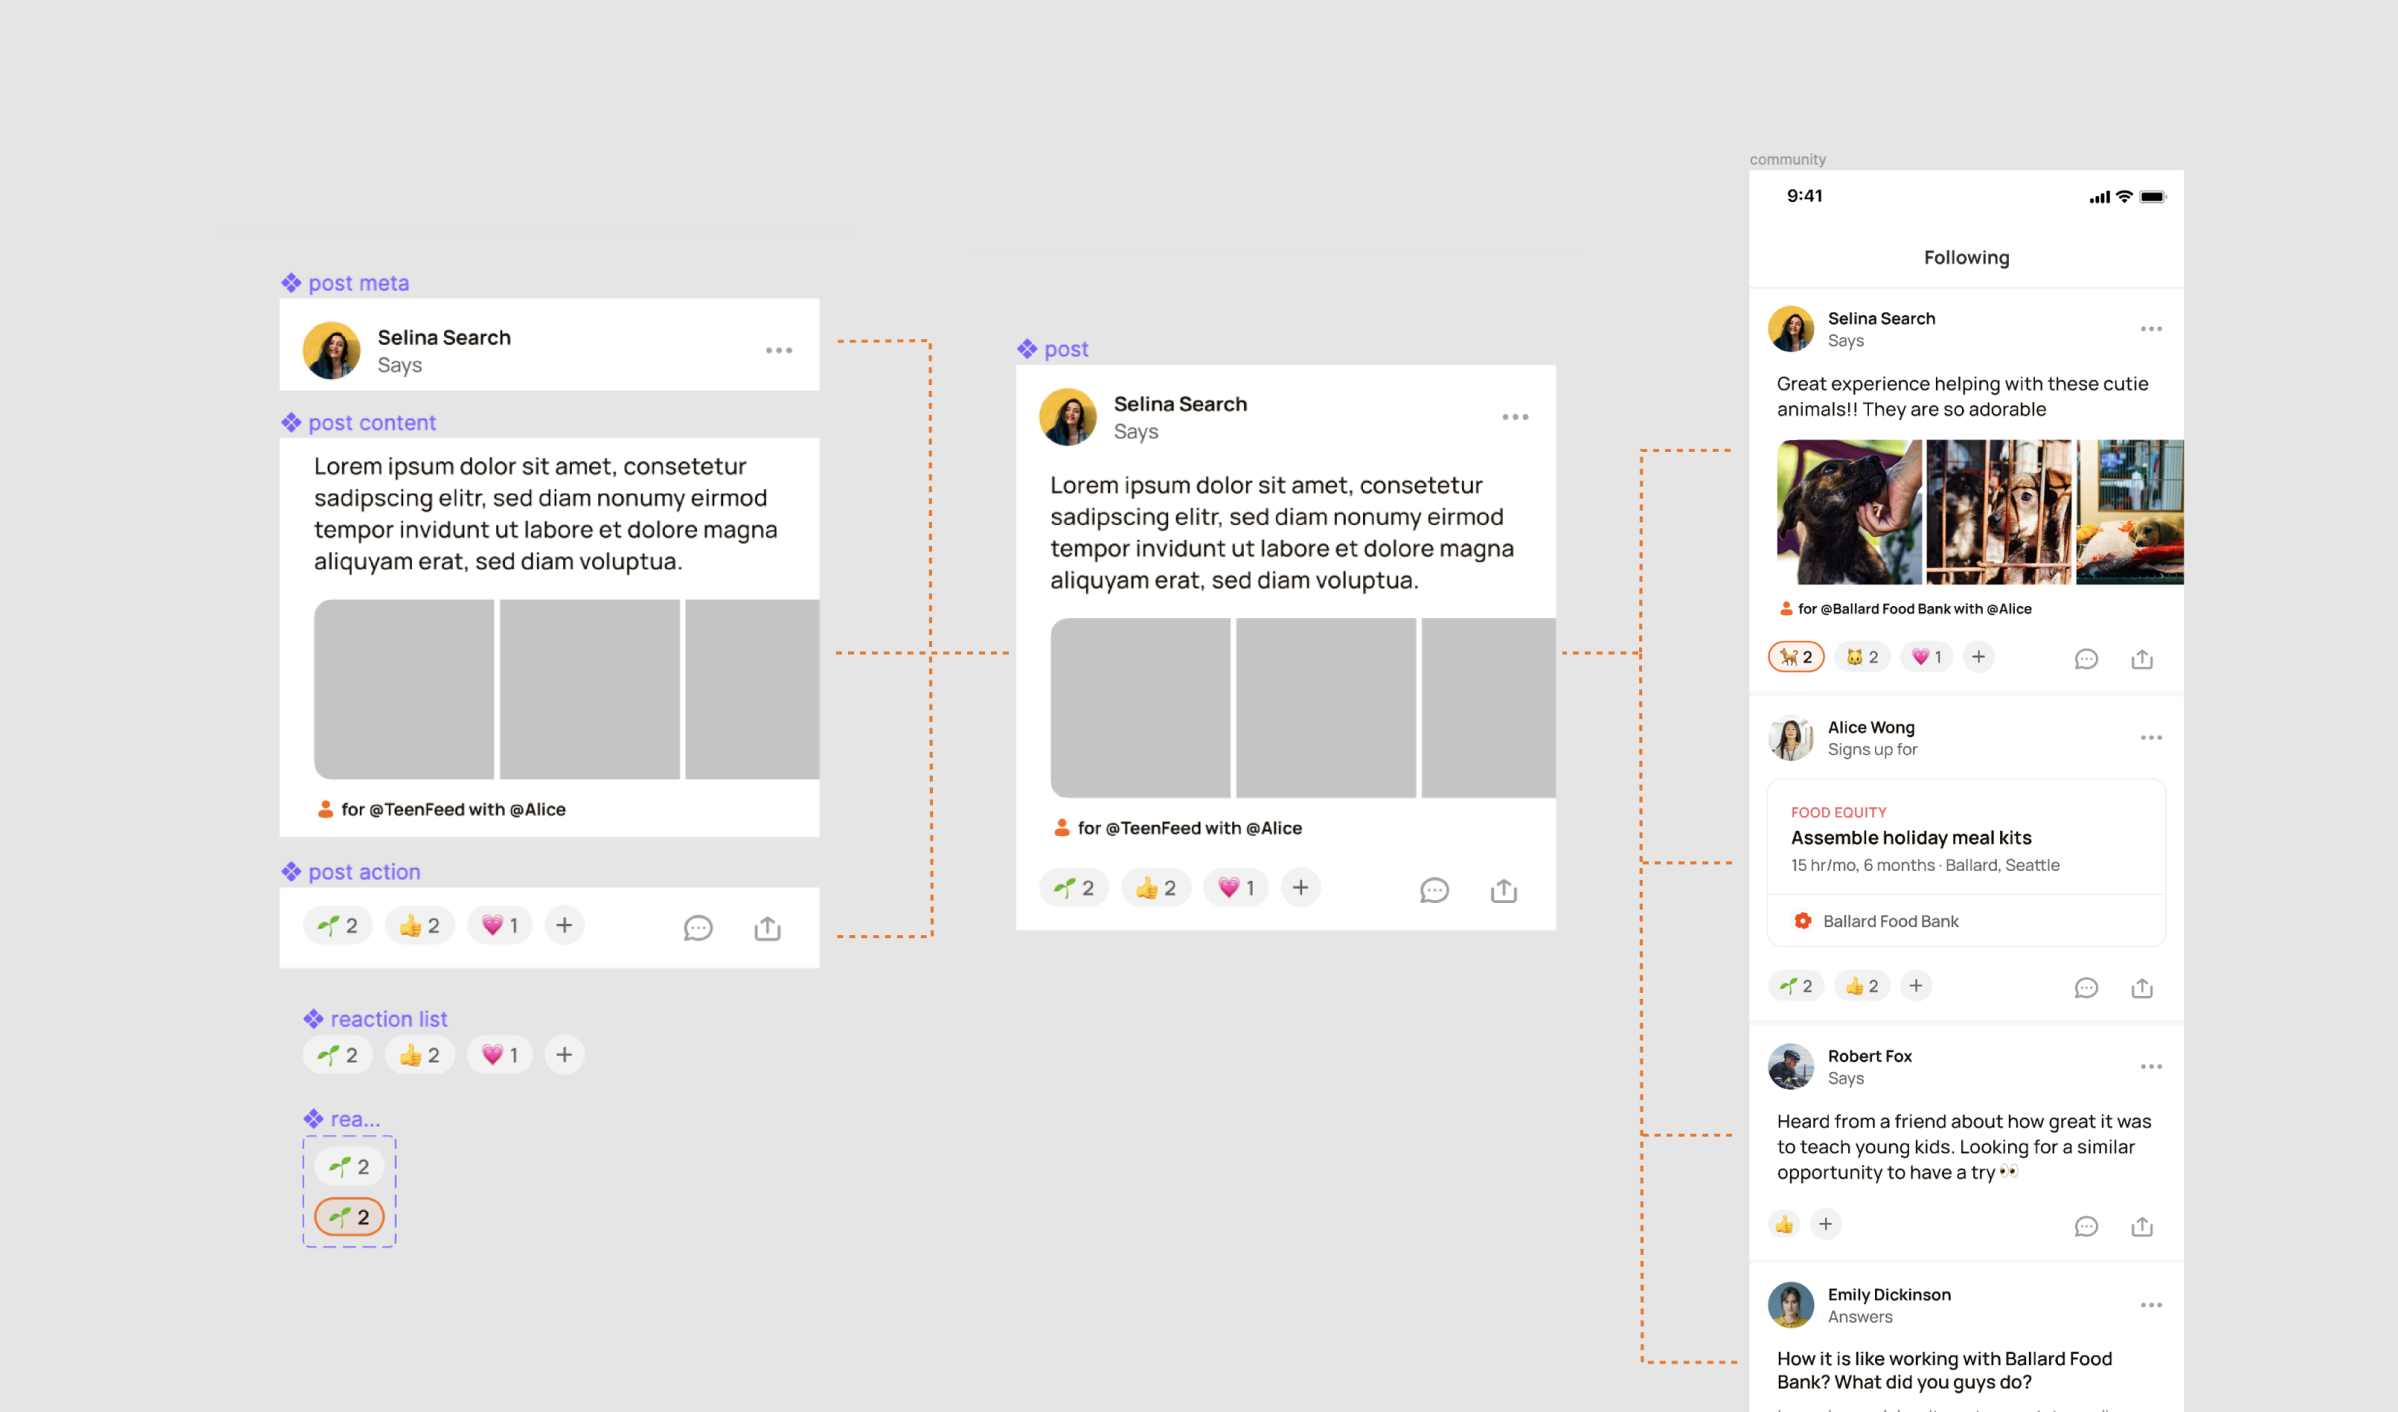 post meta
Selina Search
Says
post content
Lorem ipsum dolor sit amet, consetetur
sadipscing elitr, sed diam nonumy eirmod
tempor invidunt ut labore et dolore magna
aliquyam erat, sed diam voluptua.
for @TeenFeed with @Alice
post action
2 2 1 +
reaction list
2 2 1 +
rea...
2
2
post
Selina Search
Says
Lorem ipsum dolor sit amet, consetetur
sadipscing elitr, sed diam nonumy eirmod
tempor invidunt ut labore et dolore magna
aliquyam erat, sed diam voluptua.
for @TeenFeed with @Alice
2 2 1 +
community
9:41
Following
Selina Search
Says
Great experience helping with these cutie
animals!! They are so adorable
for @Ballard Food Bank with @Alice
2 2 1 +
Alice Wong
Signs up for
FOOD EQUITY
Assemble holiday meal kits
15 hr/mo, 6 months · Ballard, Seattle
Ballard Food Bank
2 2 +
Robert Fox
Says
Heard from a friend about how great it was
to teach young kids. Looking for a similar
opportunity to have a try 👀
+
Emily Dickinson
Answers
How it is like working with Ballard Food
Bank? What did you guys do?